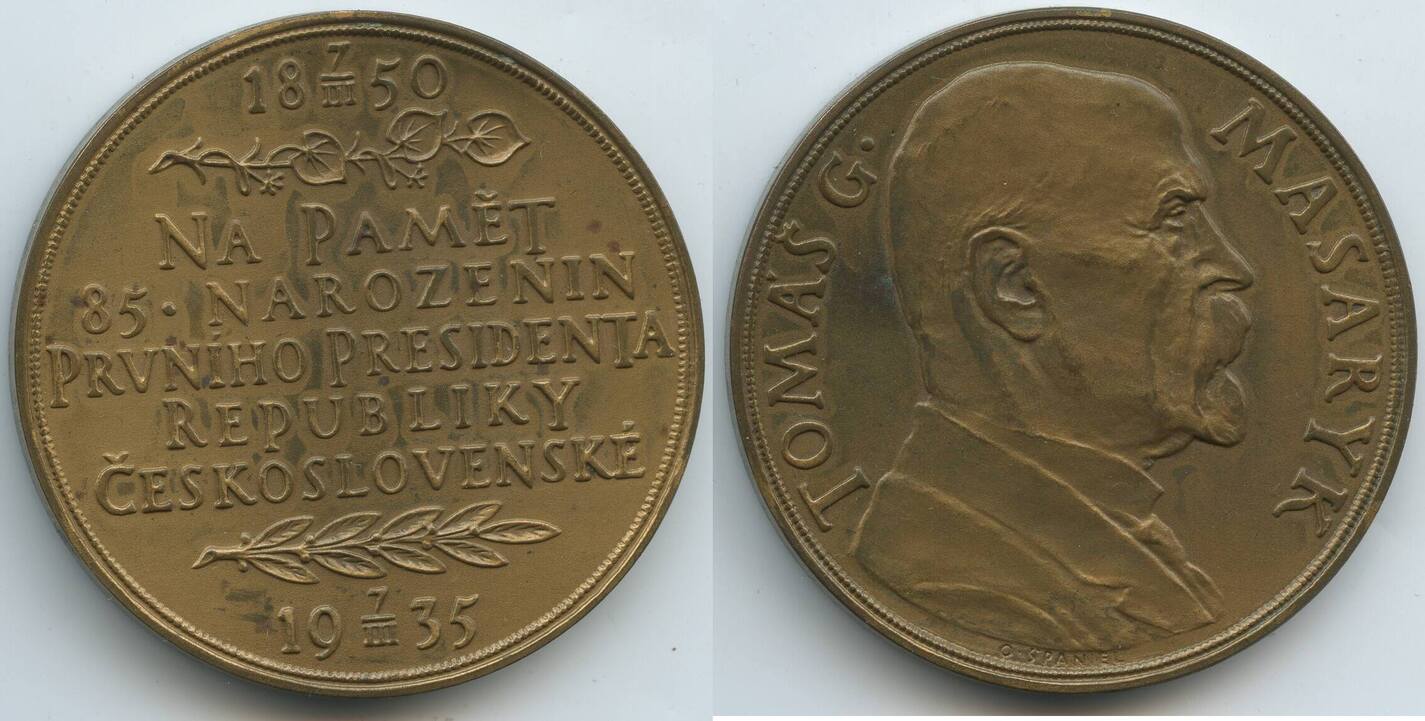 18 7/III 50
NA PAMĚT
85. NAROZENIN
PRVNÍHO PRESIDENTA
REPUBLIKY
ČESKOSLOVENSKÉ
19 7/III 35
TOMÁŠ G. MASARYK
O. ŠPANIEL